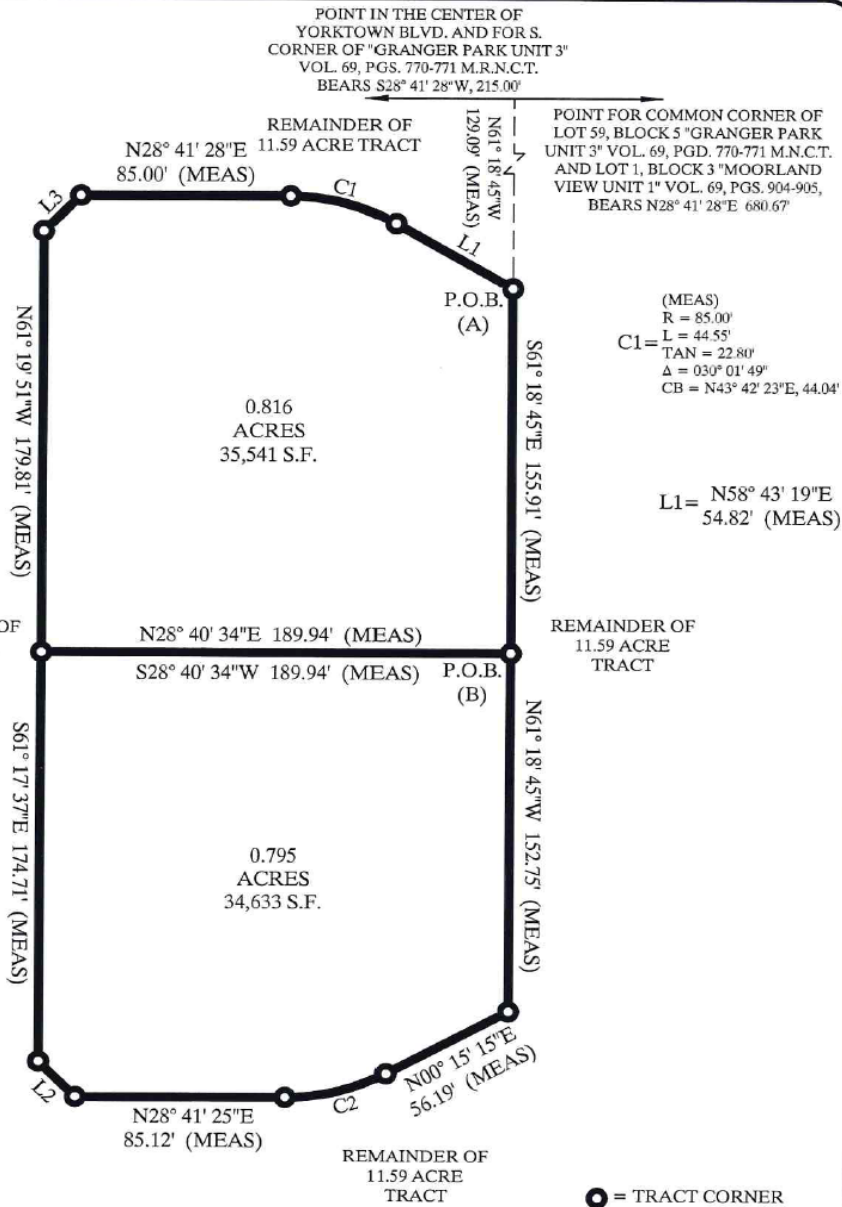 POINT IN THE CENTER OF
YORKTOWN BLVD. AND FOR S.
CORNER OF "GRANGER PARK UNIT 3"
VOL. 69, PGS. 770-771 M.R.N.C.T.
BEARS S28° 41' 28"W, 215.00'
POINT FOR COMMON CORNER OF
LOT 59, BLOCK 5 "GRANGER PARK
UNIT 3" VOL. 69, PGD. 770-771 M.N.C.T.
AND LOT 1, BLOCK 3 "MOORLAND
VIEW UNIT 1" VOL. 69, PGS. 904-905,
BEARS N28° 41' 28"E 680.67'
N61° 18' 45"W
129.09' (MEAS)
REMAINDER OF
11.59 ACRE TRACT
N28° 41' 28"E
85.00' (MEAS)
L3
C1
L1
P.O.B.
(A)
(MEAS)
R = 85.00'
L = 44.55'
C1=
TAN = 22.80'
Δ = 030° 01' 49"
CB = N43° 42' 23"E, 44.04'
L1= N58° 43' 19"E
54.82' (MEAS)
N61° 19' 51"W 179.81' (MEAS)
0.816
ACRES
35,541 S.F.
S61° 18' 45"E 155.91' (MEAS)
OF
N28° 40' 34"E 189.94' (MEAS)
S28° 40' 34"W 189.94' (MEAS)
P.O.B.
(B)
REMAINDER OF
11.59 ACRE
TRACT
S61° 17' 37"E 174.71' (MEAS)
0.795
ACRES
34,633 S.F.
N61° 18' 45"W 152.75' (MEAS)
L2
N28° 41' 25"E
85.12' (MEAS)
C2
N00° 15' 15"E
56.19' (MEAS)
REMAINDER OF
11.59 ACRE
TRACT
= TRACT CORNER